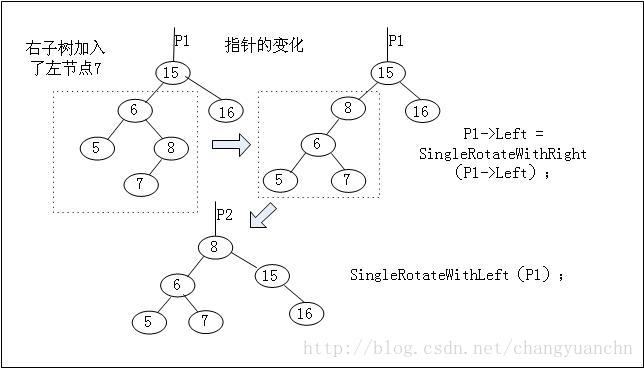 右子树加入
了左节点7
P1
15
6
16
5
8
7
指针的变化
P1
15
8
16
6
5
7
P1->Left =
SingleRotateWithRight
(P1->Left) ;
P2
8
6
15
5
7
16
SingleRotateWithLeft(P1) ;
http://blog.csdn.net/changyuanchn